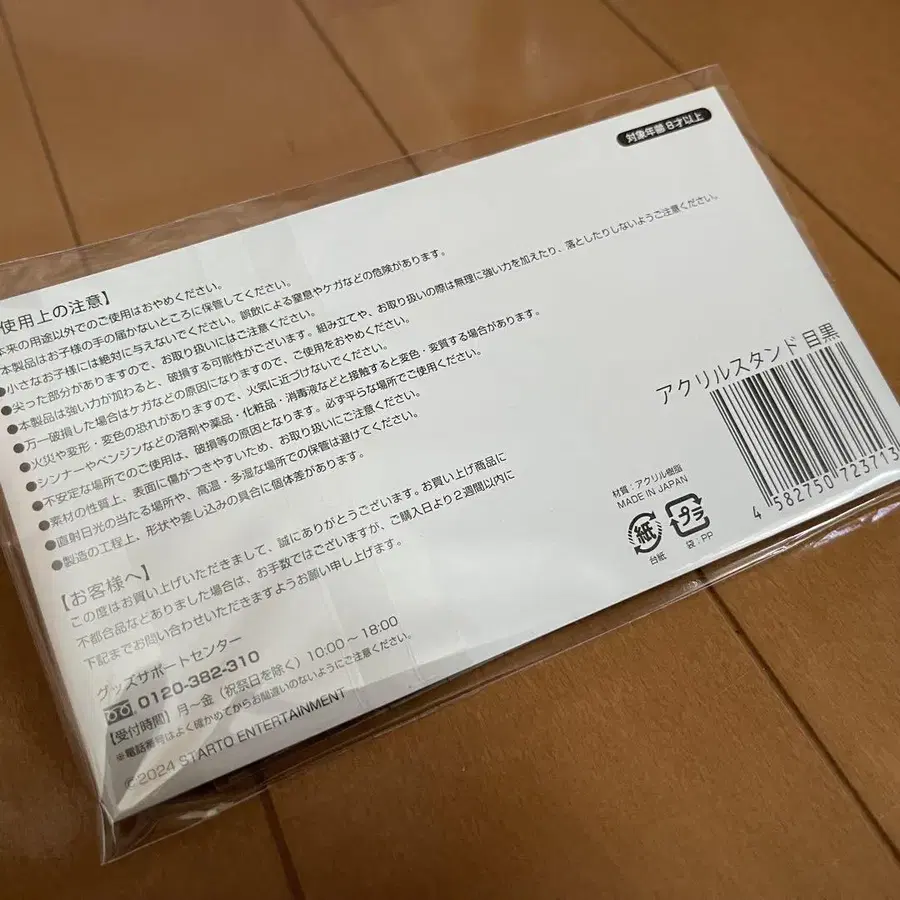 対象年齢 8才以上
使用上の注意】
本来の用途以外でのご使用はおやめください。
本製品はお子様の手の届かないところに保管してください。
●小さなお子様には絶対に与えないでください。誤飲による窒息やケガなどの危険があります。
●尖った部分がありますので、お取り扱いにはご注意ください。
●本製品は強い力が加わると、破損する可能性がございます。組み立てや、お取り扱いの際は無理に強い力を加えたり、落としたりしないようご注意ください。
●万一破損した場合はケガなどの原因になりますので、ご使用をおやめください。
●火災や変形・変色の恐れがありますので、火気に近づけないでください。
●シンナーやベンジンなどの溶剤や薬品・化粧品・消毒液などと接触すると変色・変質する場合があります。
●不安定な場所でのご使用は、破損等の原因となります。必ず平らな場所でご使用ください。
●素材の性質上、表面に傷がつきやすいため、お取り扱いにご注意ください。
●直射日光の当たる場所や、高温・多湿な場所での保管は避けてください。
●製造の工程上、形状や差し込みの具合に個体差があります。
【お客様へ】
この度はお買い上げいただきまして、誠にありがとうございます。お買い上げ商品に
不都合品などありました場合は、お手数ではございますが、ご購入日より2週間以内に
下記までお問い合わせいただきますようお願い申し上げます。
グッズサポートセンター
0120-382-310
【受付時間】月～金（祝祭日を除く）10:00～18:00
※電話番号はよく確かめてからお間違いのないようにご注意ください。
©2024 STARTO ENTERTAINMENT
アクリルスタンド 目黒
4 582750 723713
材質：アクリル樹脂
MADE IN JAPAN
紙
プラ
台紙
袋：PP